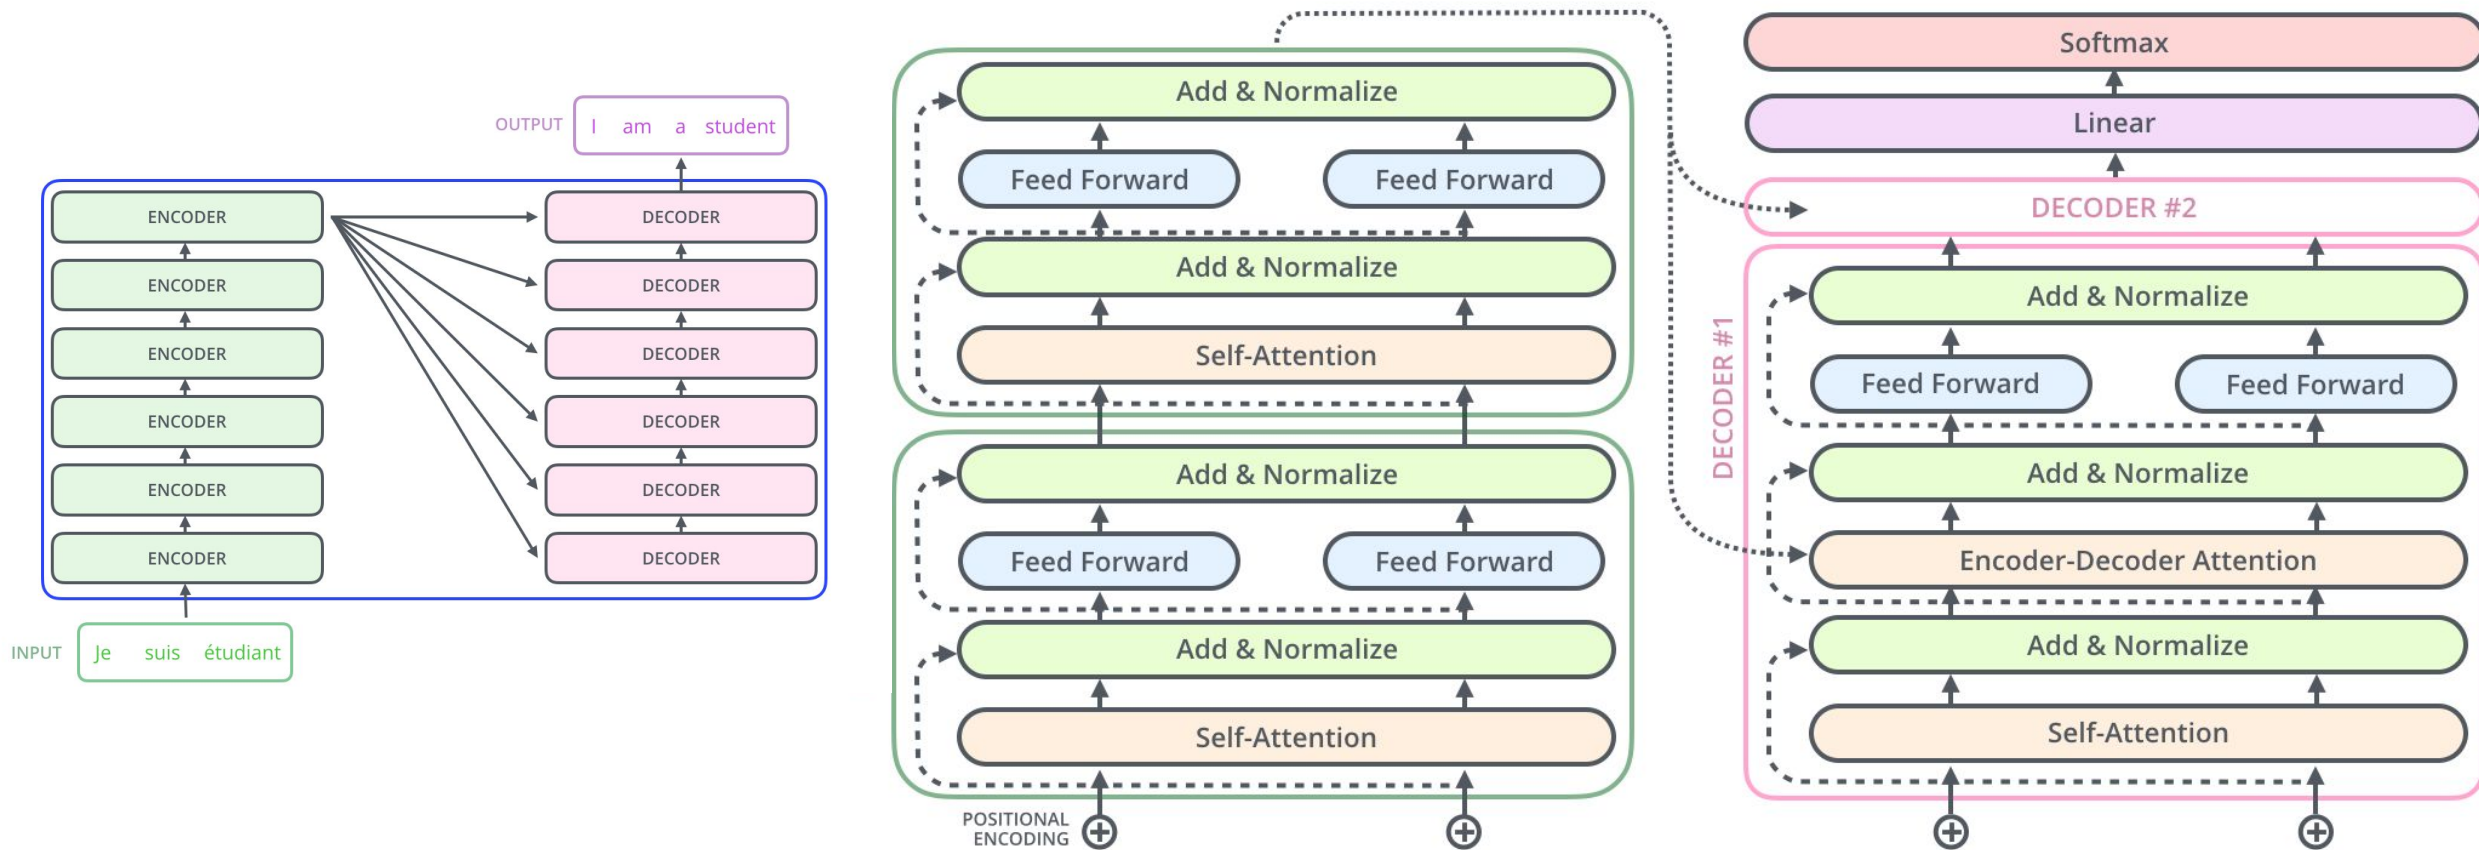 OUTPUT
I am a student
ENCODER
ENCODER
ENCODER
ENCODER
ENCODER
ENCODER
DECODER
DECODER
DECODER
DECODER
DECODER
DECODER
INPUT
Je suis étudiant
Add & Normalize
Feed Forward
Feed Forward
Add & Normalize
Self-Attention
Add & Normalize
Feed Forward
Feed Forward
Add & Normalize
Self-Attention
POSITIONAL
ENCODING
Softmax
Linear
DECODER #2
DECODER #1
Add & Normalize
Feed Forward
Feed Forward
Add & Normalize
Encoder-Decoder Attention
Add & Normalize
Self-Attention